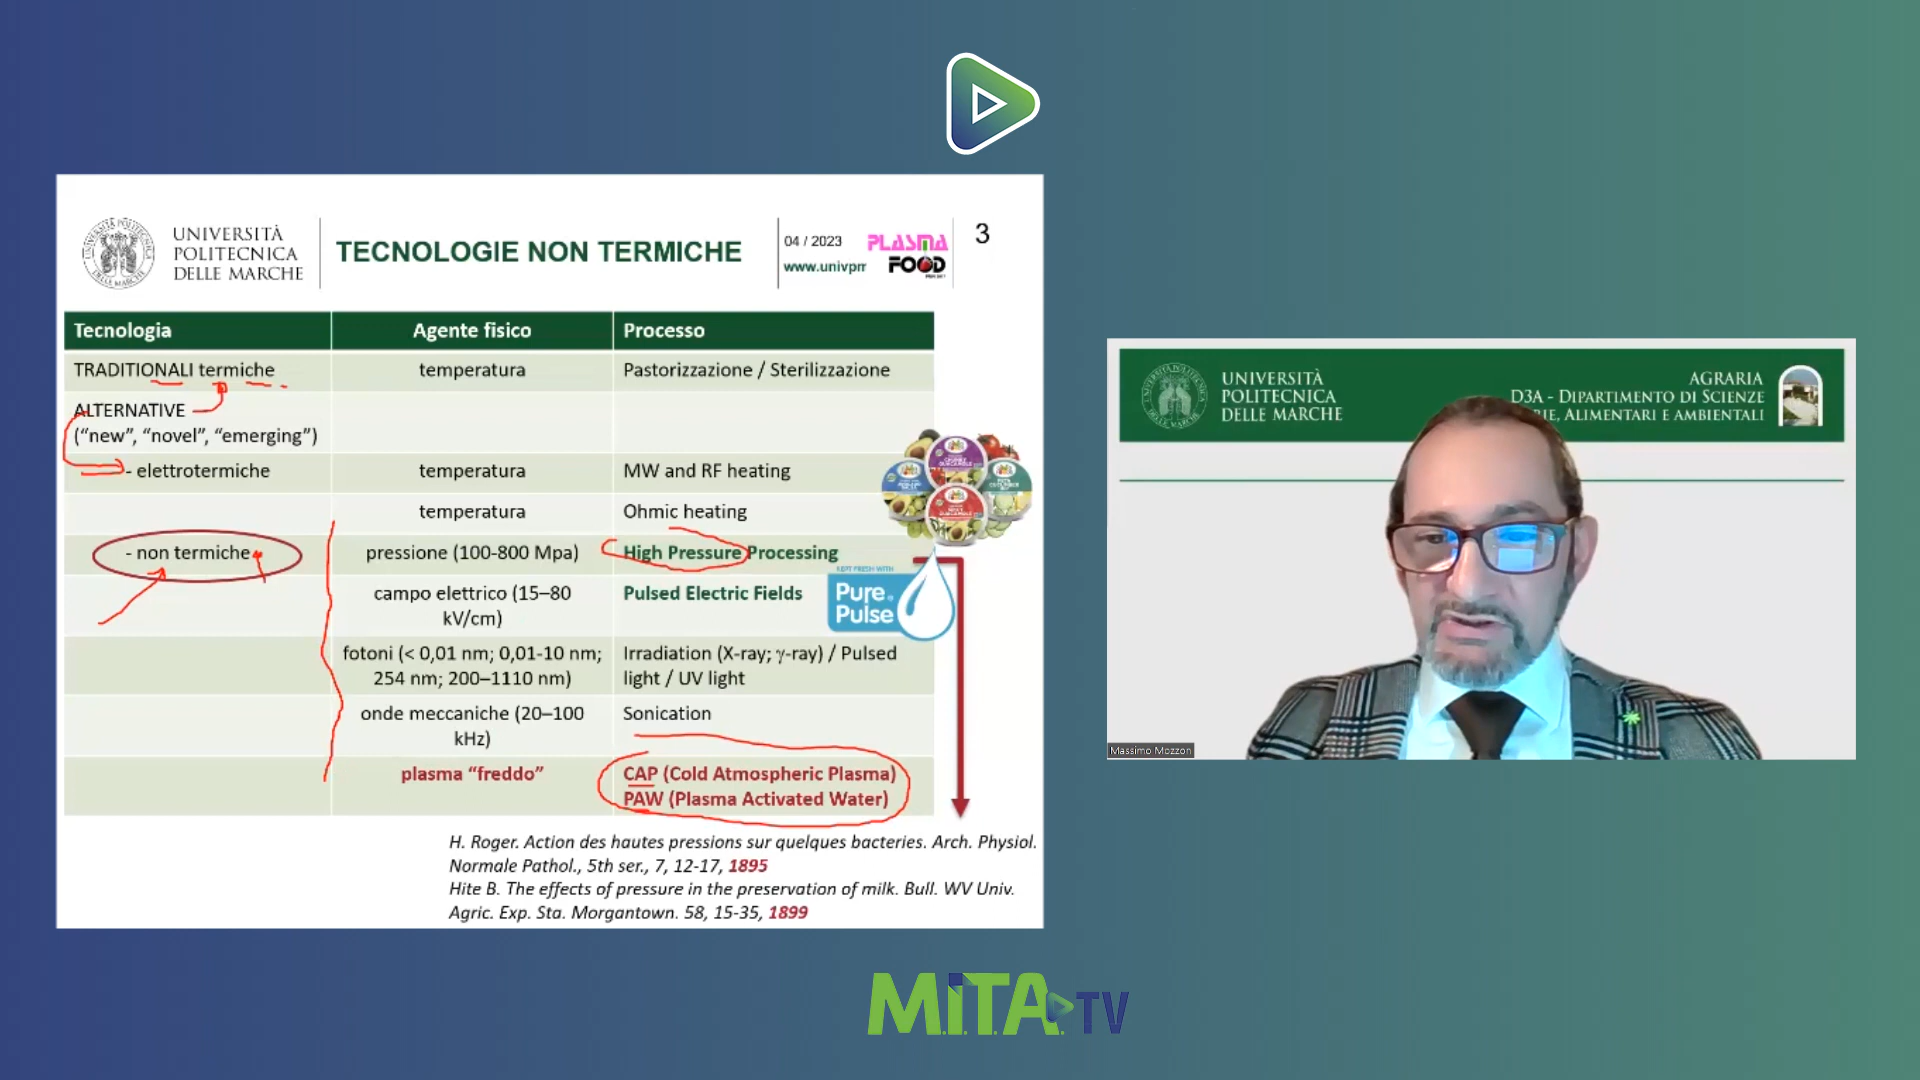 UNIVERSITÀ
POLITECNICA
DELLE MARCHE
TECNOLOGIE NON TERMICHE
04 / 2023
www.univpm
PLASMA
FOOD
3
Tecnologia Agente fisico Processo
TRADITIONALI termiche temperatura Pastorizzazione / Sterilizzazione
ALTERNATIVE
(“new”, “novel”, “emerging”)
- elettrotermiche temperatura MW and RF heating
temperatura Ohmic heating
- non termiche pressione (100-800 Mpa) High Pressure Processing
campo elettrico (15–80
kV/cm)
Pulsed Electric Fields
KEPT FRESH WITH
Pure
Pulse
fotoni (< 0,01 nm; 0,01-10 nm;
254 nm; 200–1110 nm)
Irradiation (X-ray; γ-ray) / Pulsed
light / UV light
onde meccaniche (20–100
kHz)
Sonication
plasma “freddo”
CAP (Cold Atmospheric Plasma)
PAW (Plasma Activated Water)
H. Roger. Action des hautes pressions sur quelques bacteries. Arch. Physiol.
Normale Pathol., 5th ser., 7, 12-17, 1895
Hite B. The effects of pressure in the preservation of milk. Bull. WV Univ.
Agric. Exp. Sta. Morgantown. 58, 15-35, 1899
UNIVERSITÀ
POLITECNICA
DELLE MARCHE
AGRARIA
D3A - DIPARTIMENTO DI SCIENZE
ALIMENTARI E AMBIENTALI
Massimo Mozzon
M.I.T.A. TV